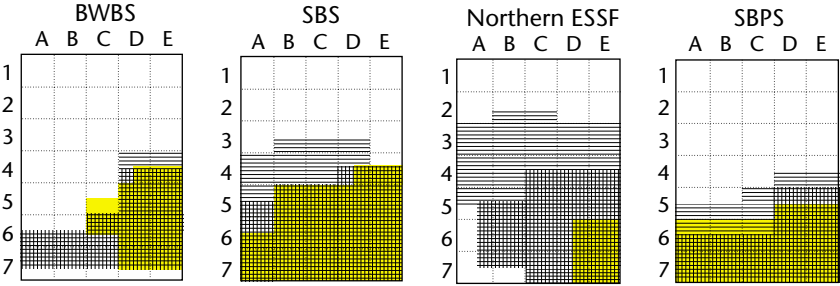 BWBS SBS Northern ESSF SBPS
A B C D E A B C D E A B C D E A B C D E
1 1 1 1
2 2 2 2
3 3 3 3
4 4 4 4
5 5 5 5
6 6 6 6
7 7 7 7